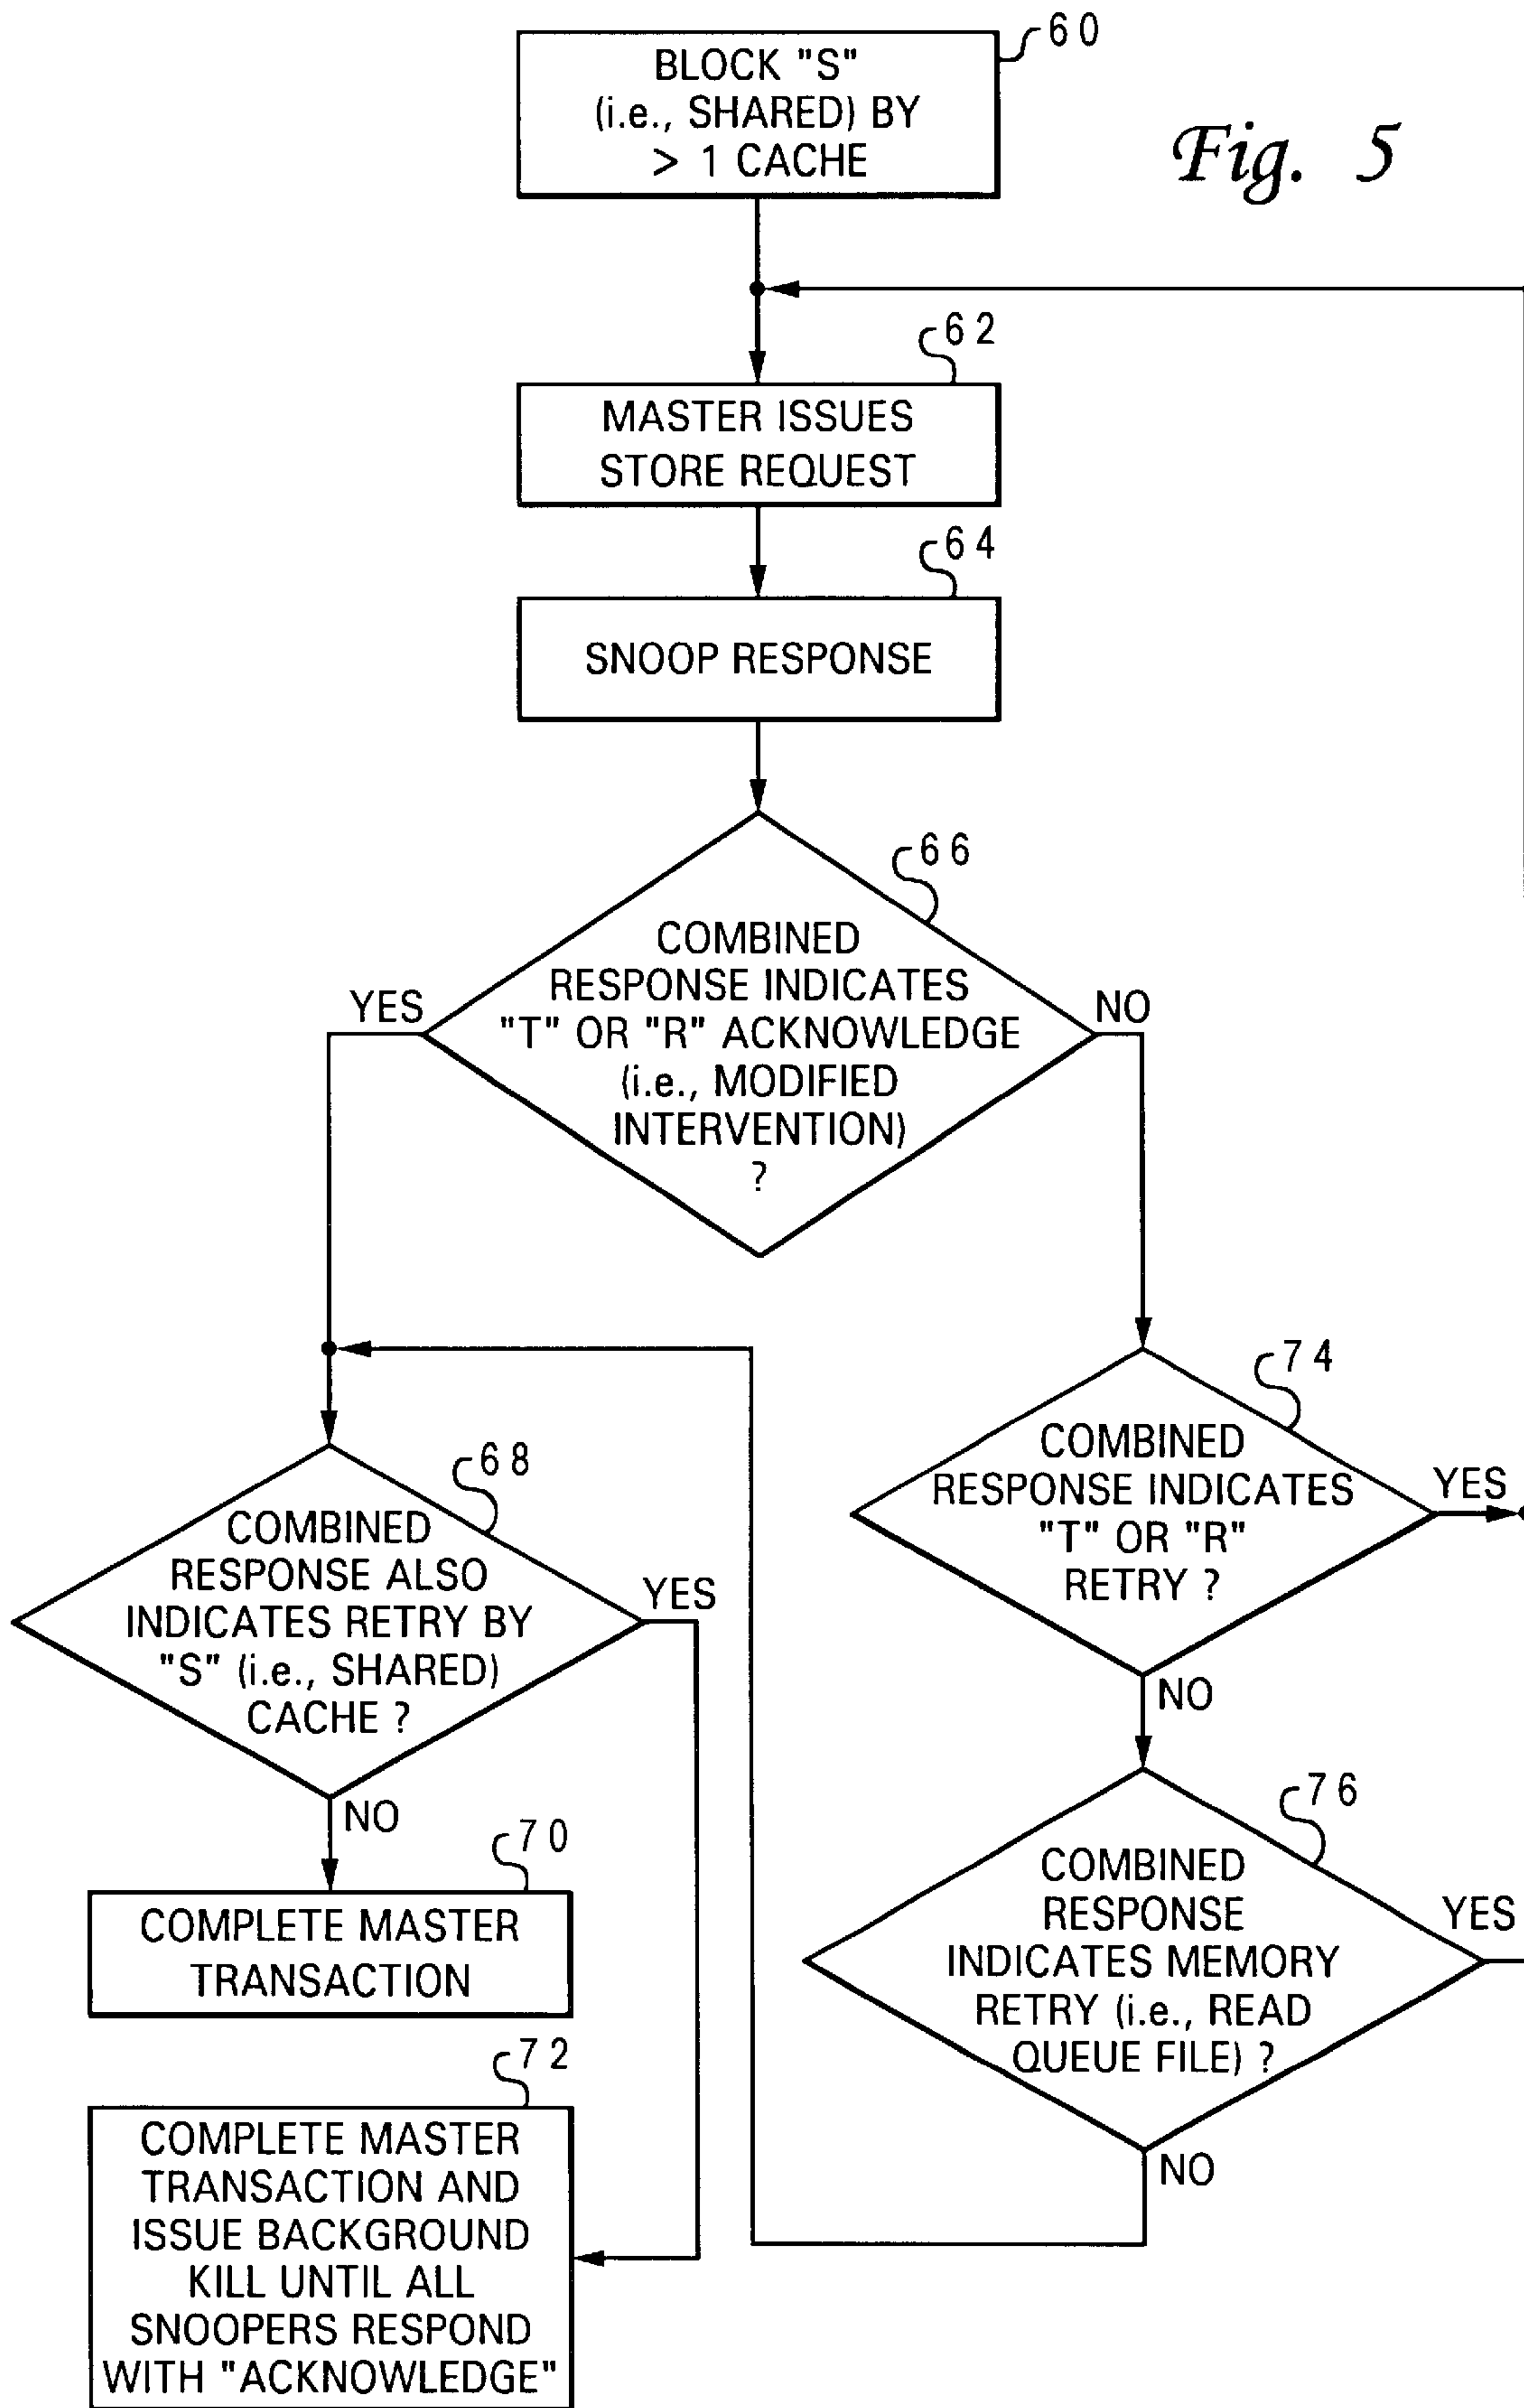 60
BLOCK "S"
(i.e., SHARED) BY
> 1 CACHE
Fig. 5
62
MASTER ISSUES
STORE REQUEST
64
SNOOP RESPONSE
66
COMBINED
RESPONSE INDICATES
"T" OR "R" ACKNOWLEDGE
(i.e., MODIFIED
INTERVENTION)
?
YES
NO
68
COMBINED
RESPONSE ALSO
INDICATES RETRY BY
"S" (i.e., SHARED)
CACHE ?
YES
NO
70
COMPLETE MASTER
TRANSACTION
72
COMPLETE MASTER
TRANSACTION AND
ISSUE BACKGROUND
KILL UNTIL ALL
SNOOPERS RESPOND
WITH "ACKNOWLEDGE"
74
COMBINED
RESPONSE INDICATES
"T" OR "R"
RETRY ?
YES
NO
76
COMBINED
RESPONSE
INDICATES MEMORY
RETRY (i.e., READ
QUEUE FILE) ?
YES
NO